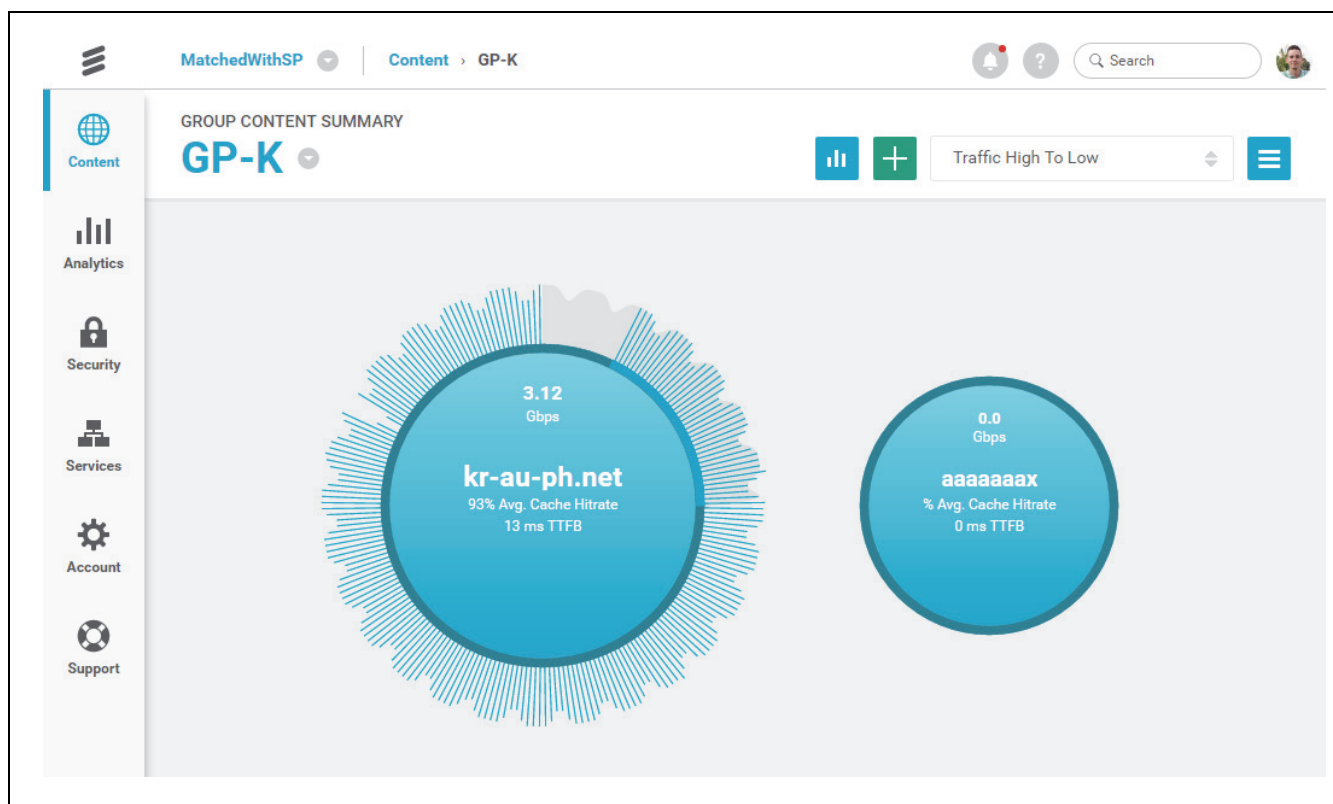 MatchedWithSP
Content › GP-K
?
Search
Content
Analytics
Security
Services
Account
Support
GROUP CONTENT SUMMARY
GP-K
Traffic High To Low
3.12
Gbps
kr-au-ph.net
93% Avg. Cache Hitrate
13 ms TTFB
0.0
Gbps
aaaaaaax
% Avg. Cache Hitrate
0 ms TTFB